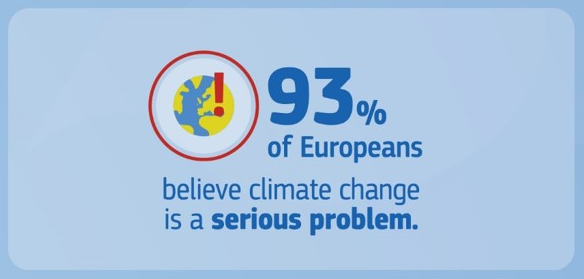 93%
of Europeans
believe climate change
is a serious problem.